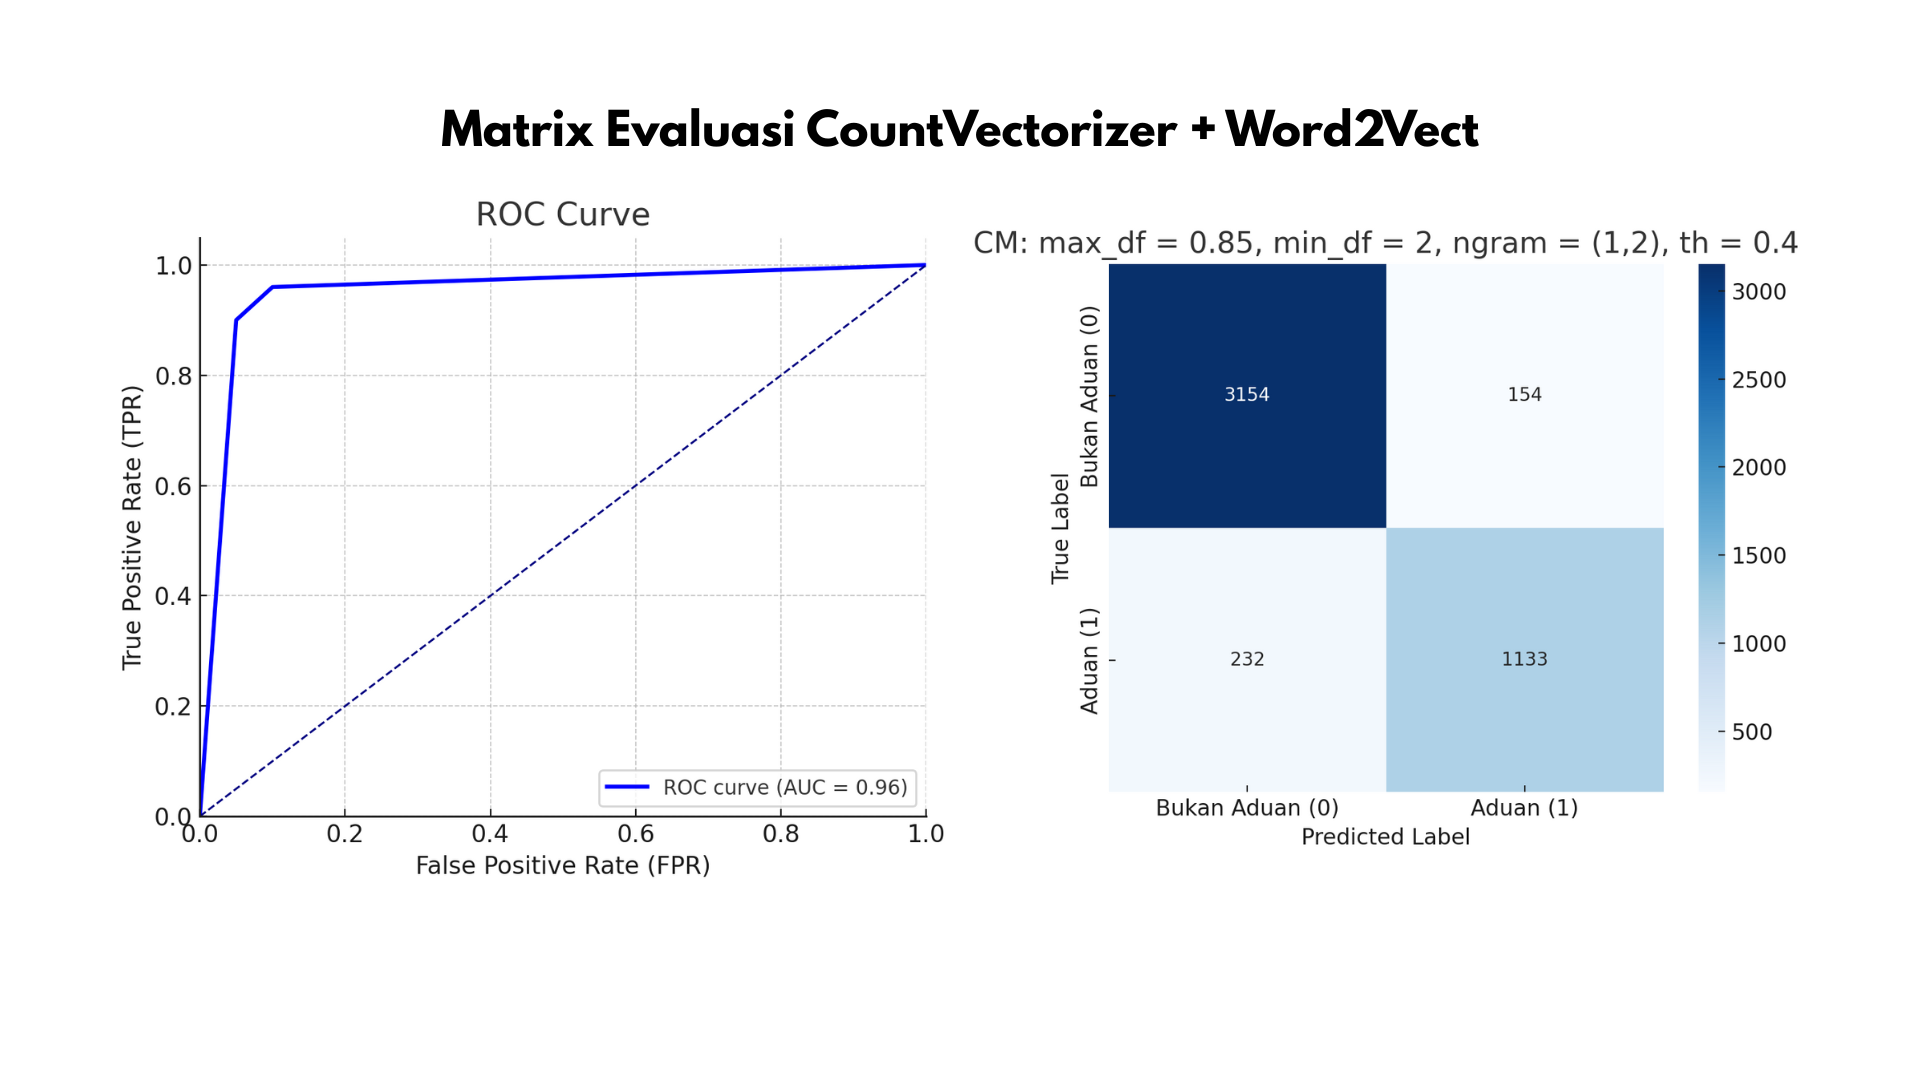 Matrix Evaluasi CountVectorizer + Word2Vect
ROC Curve
True Positive Rate (TPR)
1.0
0.8
0.6
0.4
0.2
0.0
0.0 0.2 0.4 0.6 0.8 1.0
False Positive Rate (FPR)
ROC curve (AUC = 0.96)
CM: max_df = 0.85, min_df = 2, ngram = (1,2), th = 0.4
True Label
Bukan Aduan (0)
Aduan (1)
3154 154
232 1133
Bukan Aduan (0) Aduan (1)
Predicted Label
3000
2500
2000
1500
1000
500